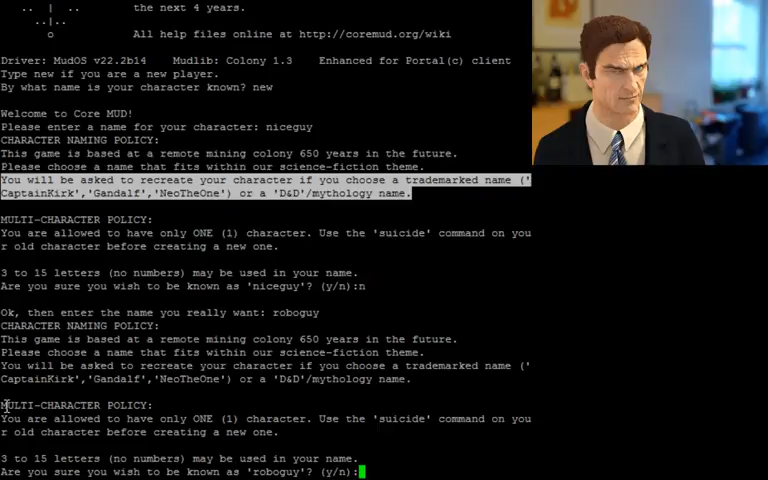 ..  |  ..      the next 4 years.
..|..
o         All help files online at http://coremud.org/wiki
Driver: MudOS v22.2b14   Mudlib: Colony 1.3   Enhanced for Portal(c) client
Type new if you are a new player.
By what name is your character known? new
Welcome to Core MUD!
Please enter a name for your character: niceguy
CHARACTER NAMING POLICY:
This game is based at a remote mining colony 650 years in the future.
Please choose a name that fits within our science-fiction theme.
You will be asked to recreate your character if you choose a trademarked name ('
CaptainKirk','Gandalf','NeoTheOne') or a 'D&D'/mythology name.
MULTI-CHARACTER POLICY:
You are allowed to have only ONE (1) character. Use the 'suicide' command on you
r old character before creating a new one.
3 to 15 letters (no numbers) may be used in your name.
Are you sure you wish to be known as 'niceguy'? (y/n):n
Ok, then enter the name you really want: roboguy
CHARACTER NAMING POLICY:
This game is based at a remote mining colony 650 years in the future.
Please choose a name that fits within our science-fiction theme.
You will be asked to recreate your character if you choose a trademarked name ('
CaptainKirk','Gandalf','NeoTheOne') or a 'D&D'/mythology name.
MULTI-CHARACTER POLICY:
You are allowed to have only ONE (1) character. Use the 'suicide' command on you
r old character before creating a new one.
3 to 15 letters (no numbers) may be used in your name.
Are you sure you wish to be known as 'roboguy'? (y/n):